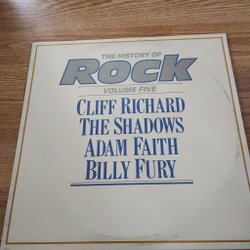 THE HISTORY OF
ROCK
VOLUME FIVE
CLIFF RICHARD
THE SHADOWS
ADAM FAITH
BILLY FURY